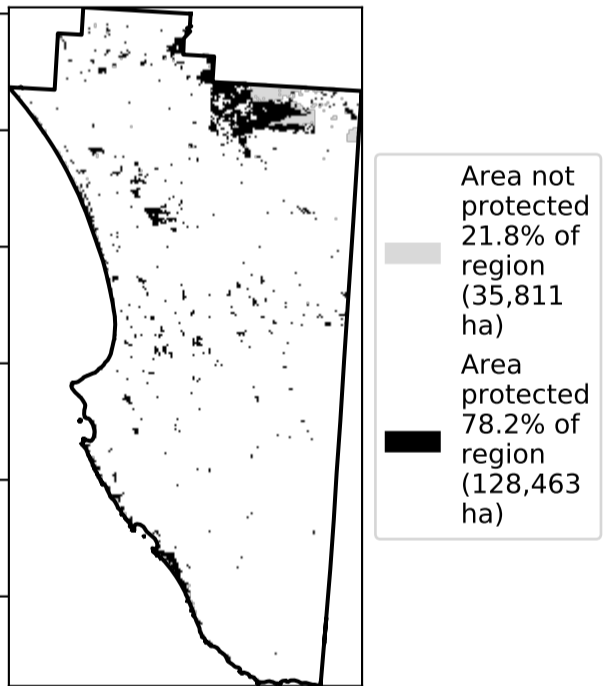 Area not
protected
21.8% of
region
(35,811
ha)
Area
protected
78.2% of
region
(128,463
ha)